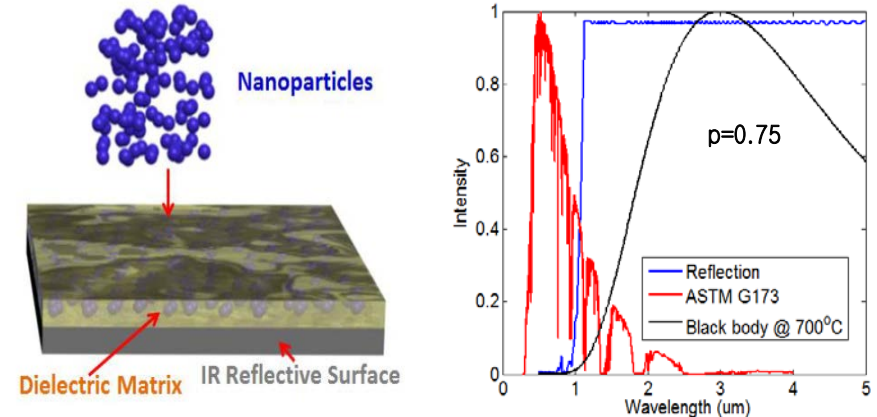 Nanoparticles
Dielectric Matrix
IR Reflective Surface
1
0.8
0.6
0.4
0.2
0
Intensity
p=0.75
Reflection
ASTM G173
Black body @ 700°C
0 1 2 3 4 5
Wavelength (um)